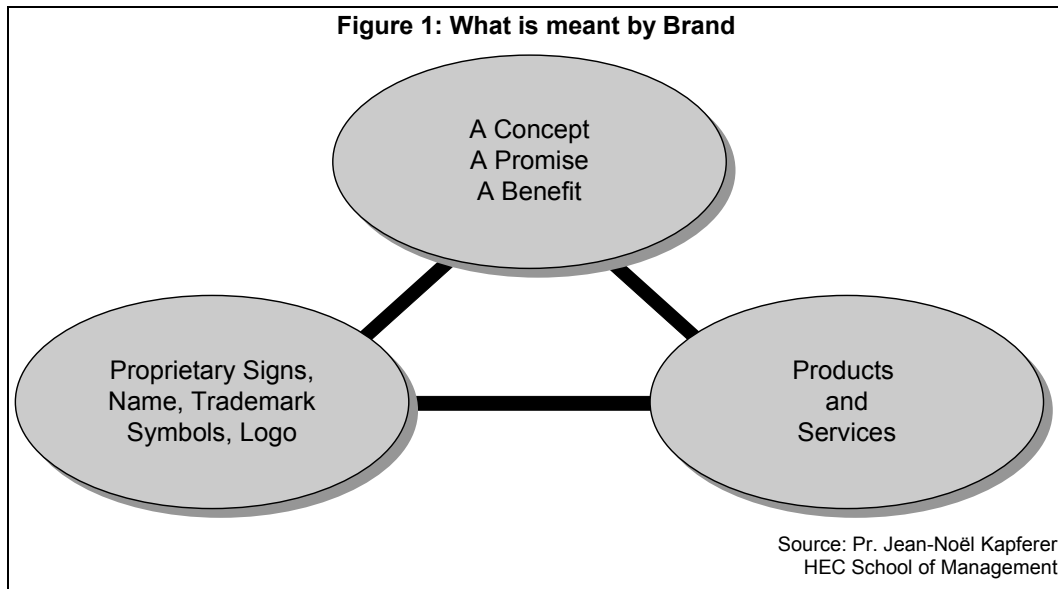 Figure 1: What is meant by Brand
A Concept
A Promise
A Benefit
Proprietary Signs,
Name, Trademark
Symbols, Logo
Products
and
Services
Source: Pr. Jean-Noël Kapferer
HEC School of Management